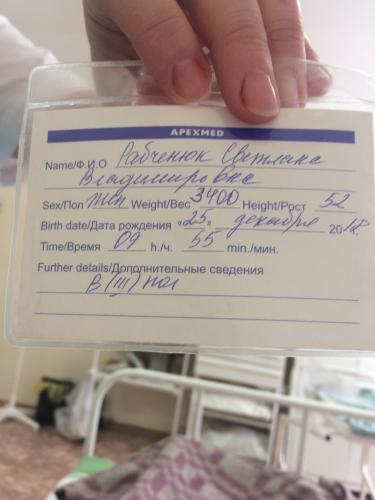 APEXMED
Name/Ф.И.О Рабченюк Светлана
Владимировна
Sex/Пол жен. Weight/Вес 3400 Height/Рост 52
Birth date/Дата рождения «25» декабря 2018
Time/Время 09 h./ч. 55 min./мин.
Further details/Дополнительные сведения
В (III) пол